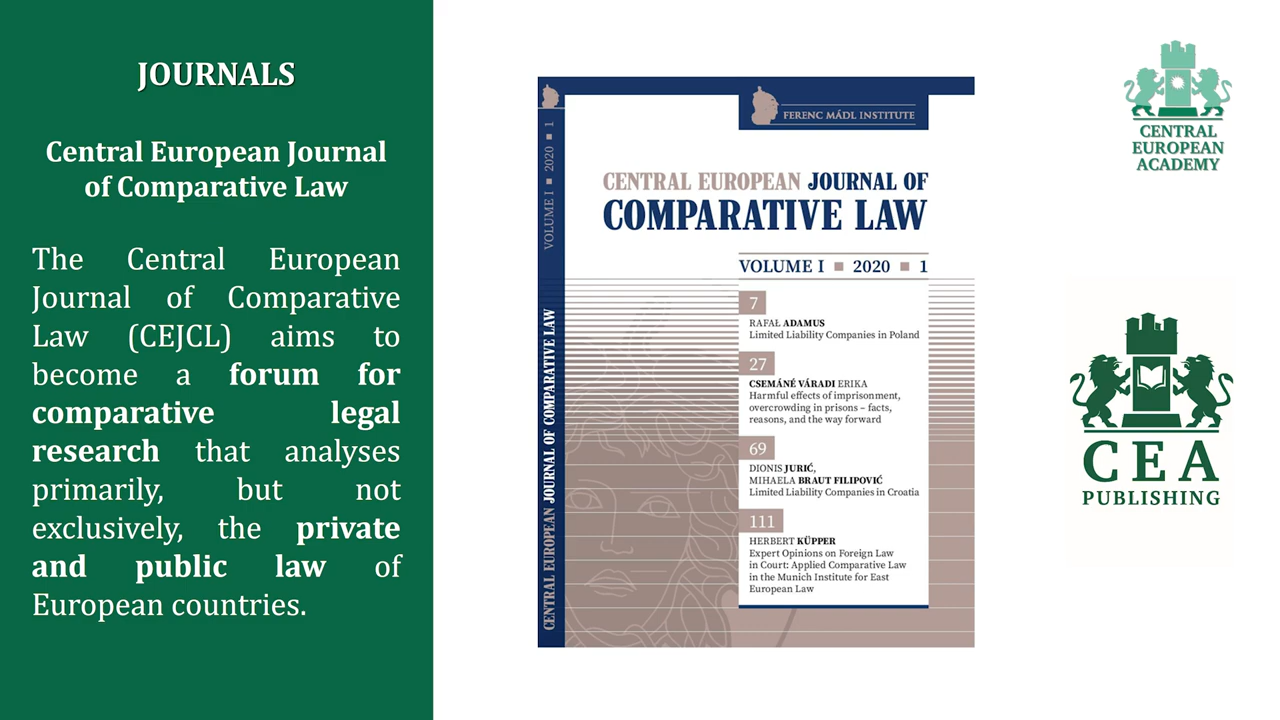 JOURNALS
Central European Journal
of Comparative Law
The Central European
Journal of Comparative
Law (CEJCL) aims to
become a forum for
comparative legal
research that analyses
primarily, but not
exclusively, the private
and public law of
European countries.
VOLUME I ■ 2020 ■ 1
CENTRAL EUROPEAN JOURNAL OF COMPARATIVE LAW
FERENC MÁDL INSTITUTE
CENTRAL EUROPEAN JOURNAL OF
COMPARATIVE LAW
VOLUME I ■ 2020 ■ 1
7
RAFAŁ ADAMUS
Limited Liability Companies in Poland
27
CSEMÁNÉ VÁRADI ERIKA
Harmful effects of imprisonment,
overcrowding in prisons – facts,
reasons, and the way forward
69
DIONIS JURIĆ,
MIHAELA BRAUT FILIPOVIĆ
Limited Liability Companies in Croatia
111
HERBERT KÜPPER
Expert Opinions on Foreign Law
in Court: Applied Comparative Law
in the Munich Institute for East
European Law
CENTRAL
EUROPEAN
ACADEMY
CEA
PUBLISHING